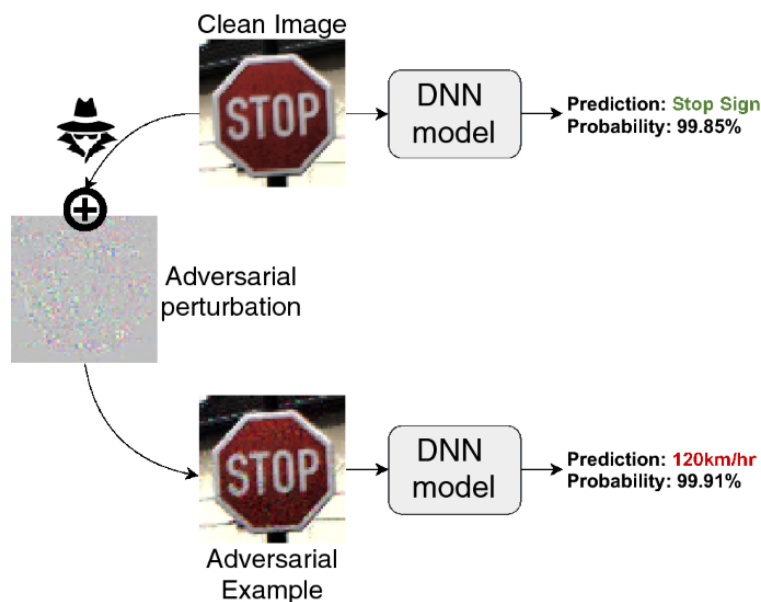 Clean Image
STOP
DNN
model
Prediction: Stop Sign
Probability: 99.85%
Adversarial
perturbation
STOP
DNN
model
Prediction: 120km/hr
Probability: 99.91%
Adversarial
Example